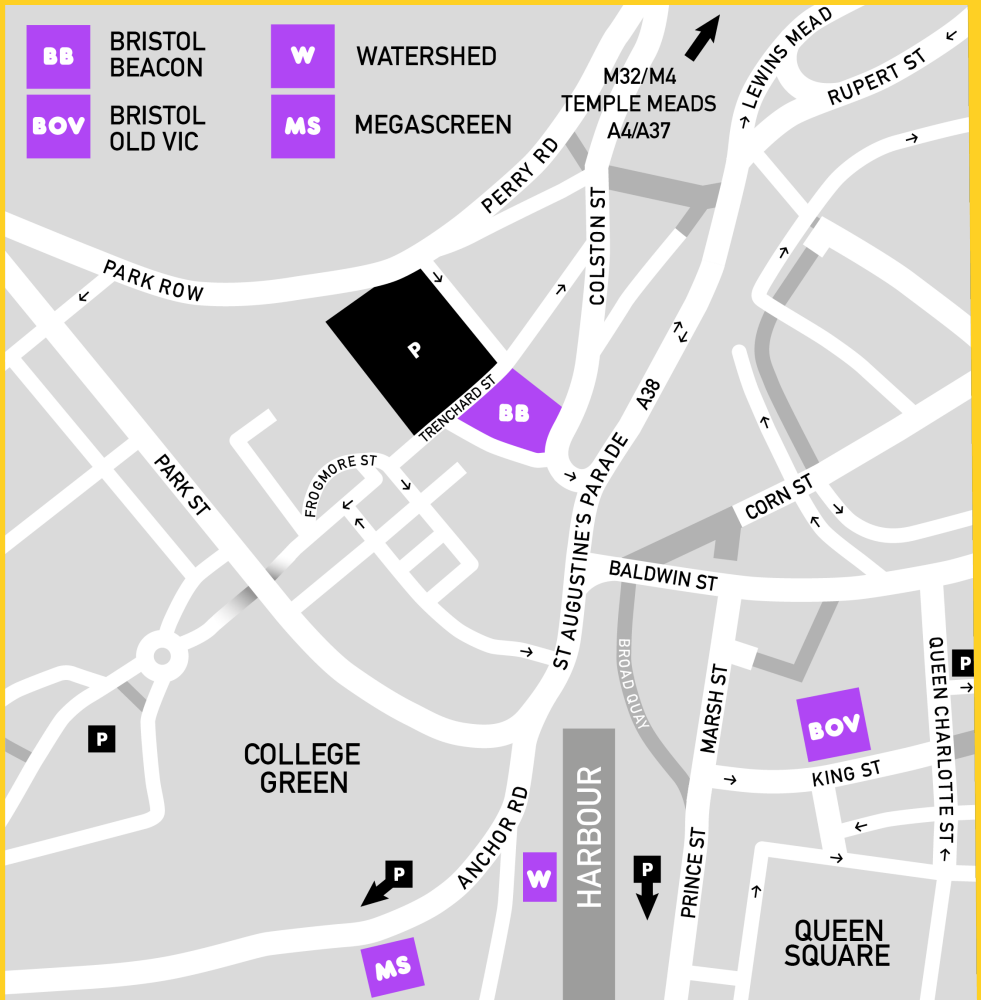 BB
BRISTOL
BEACON
W
WATERSHED
BOV
BRISTOL
OLD VIC
MS
MEGASCREEN
M32/M4
TEMPLE MEADS
A4/A37
LEWINS MEAD
RUPERT ST
PERRY RD
COLSTON ST
PARK ROW
P
TRENCHARD ST
BB
A38
FROGMORE ST
PARK ST
ST AUGUSTINE'S PARADE
CORN ST
BALDWIN ST
BROAD QUAY
MARSH ST
QUEEN CHARLOTTE ST
P
BOV
P
COLLEGE
GREEN
KING ST
HARBOUR
ANCHOR RD
P
W
P
PRINCE ST
QUEEN
SQUARE
MS